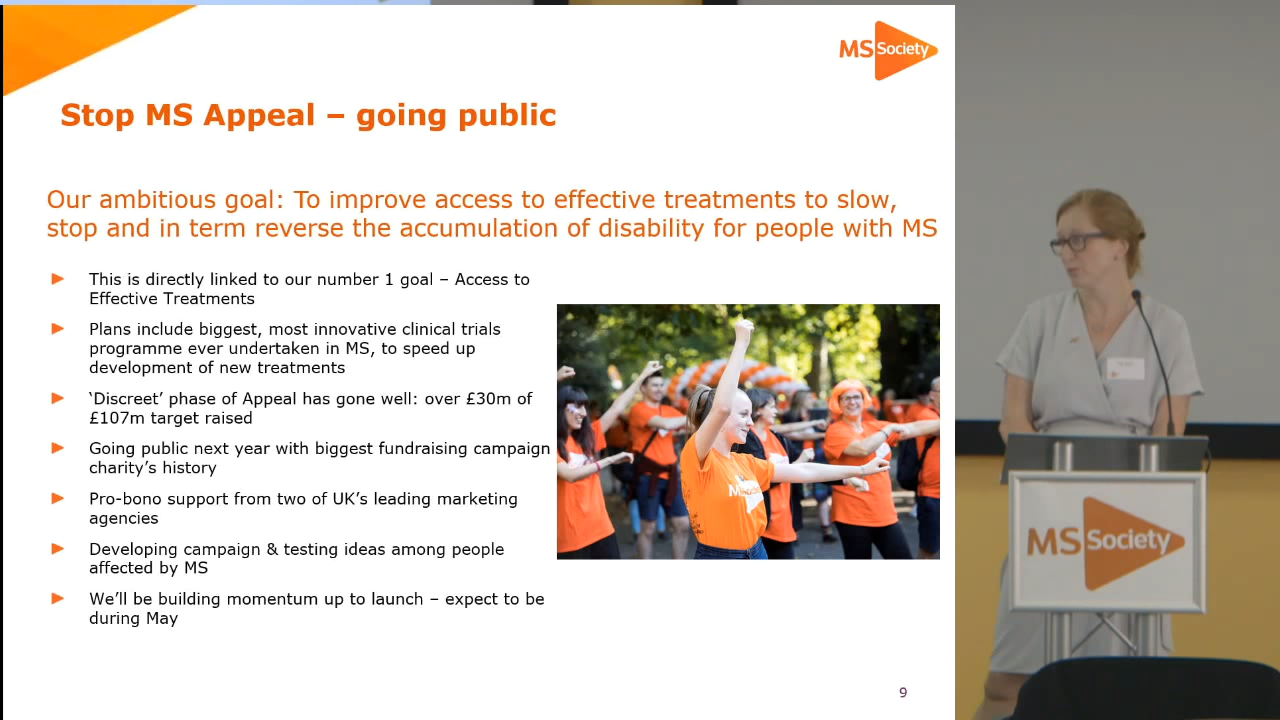 MS Society
Stop MS Appeal – going public
Our ambitious goal: To improve access to effective treatments to slow,
stop and in term reverse the accumulation of disability for people with MS
This is directly linked to our number 1 goal – Access to
Effective Treatments
Plans include biggest, most innovative clinical trials
programme ever undertaken in MS, to speed up
development of new treatments
‘Discreet’ phase of Appeal has gone well: over £30m of
£107m target raised
Going public next year with biggest fundraising campaign
charity’s history
Pro-bono support from two of UK’s leading marketing
agencies
Developing campaign & testing ideas among people
affected by MS
We’ll be building momentum up to launch – expect to be
during May
9
MS Society